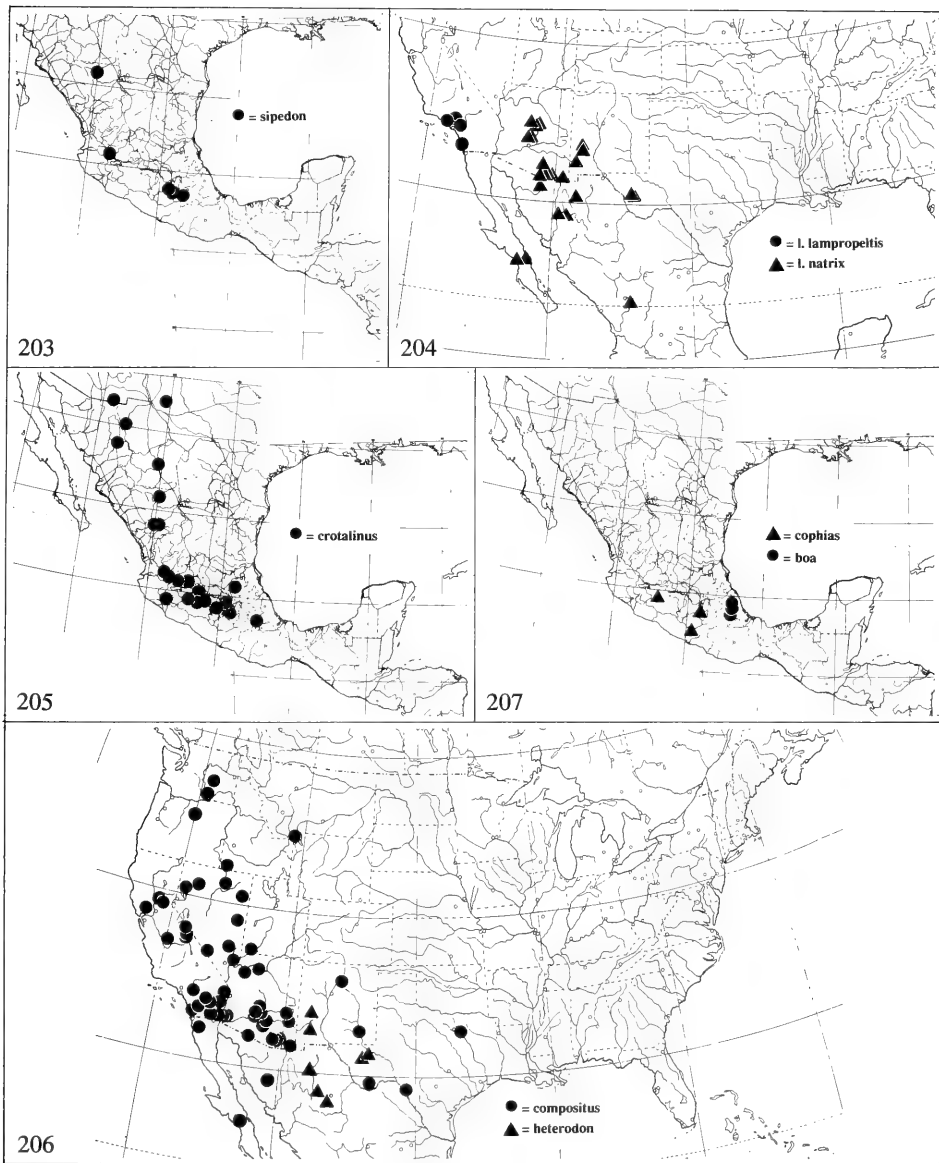 ● = sipedon
203
● = l. lampropeltis
▲ = l. natrix
204
● = crotalinus
205
▲ = cophias
● = boa
207
● = compositus
▲ = heterodon
206